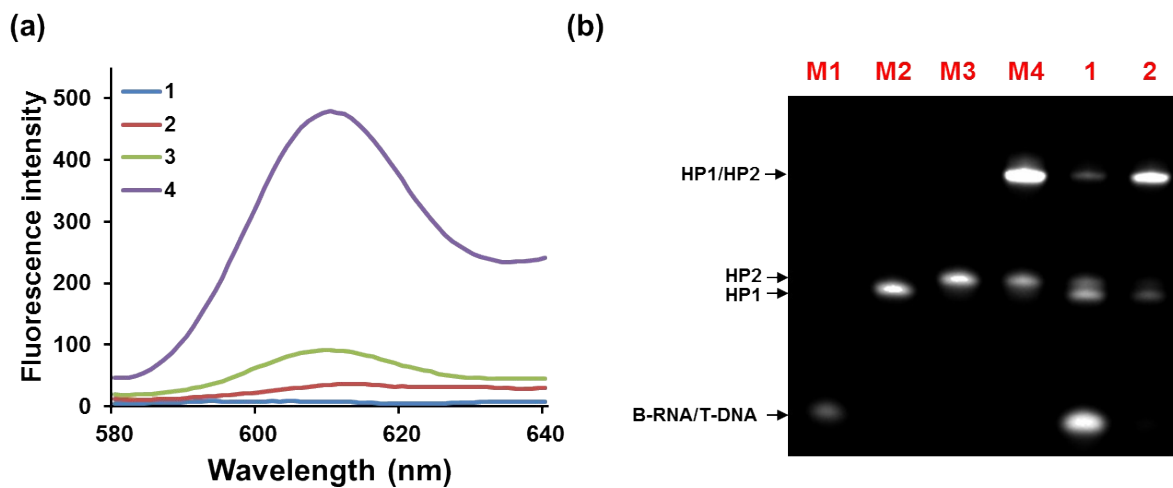 (a)
Fluorescence intensity
500
400
300
200
100
0
1
2
3
4
580
600
620
640
Wavelength (nm)
(b)
M1 M2 M3 M4 1 2
HP1/HP2
HP2
HP1
B-RNA/T-DNA